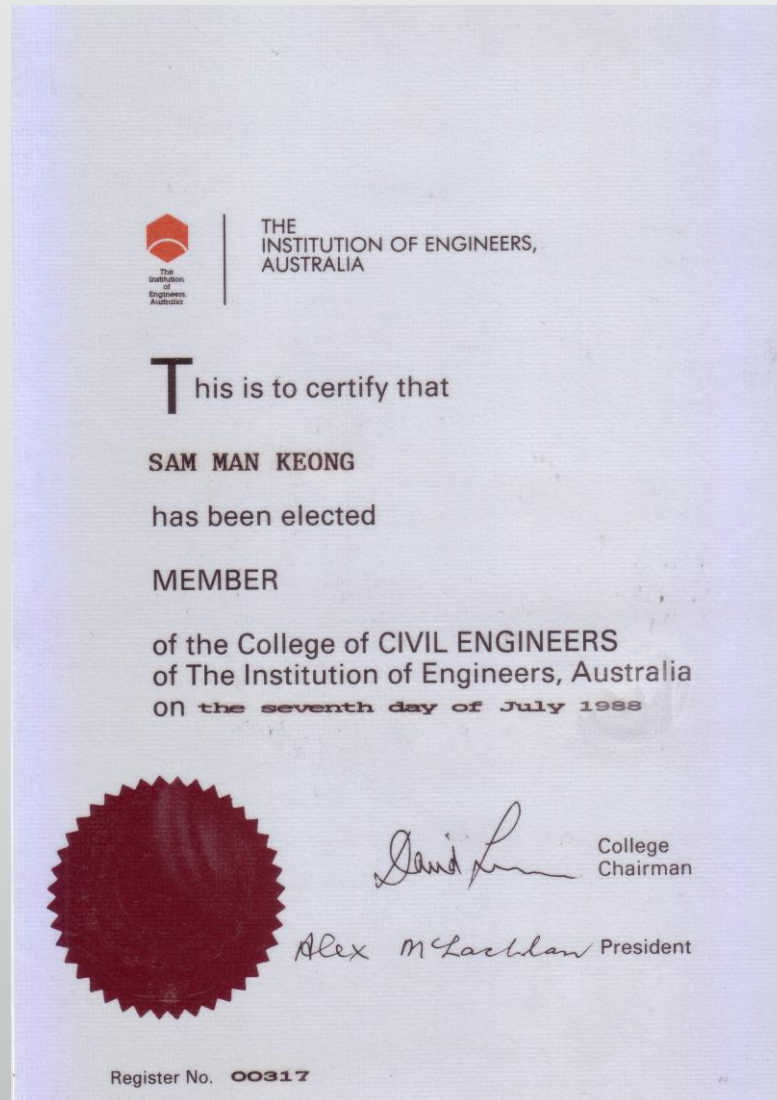 THE
INSTITUTION OF ENGINEERS,
AUSTRALIA
The
Institution
of
Engineers
Australia
This is to certify that
SAM MAN KEONG
has been elected
MEMBER
of the College of CIVIL ENGINEERS
of The Institution of Engineers, Australia
on the seventh day of July 1988
David
College
Chairman
Alex McLachlan President
Register No. 00317